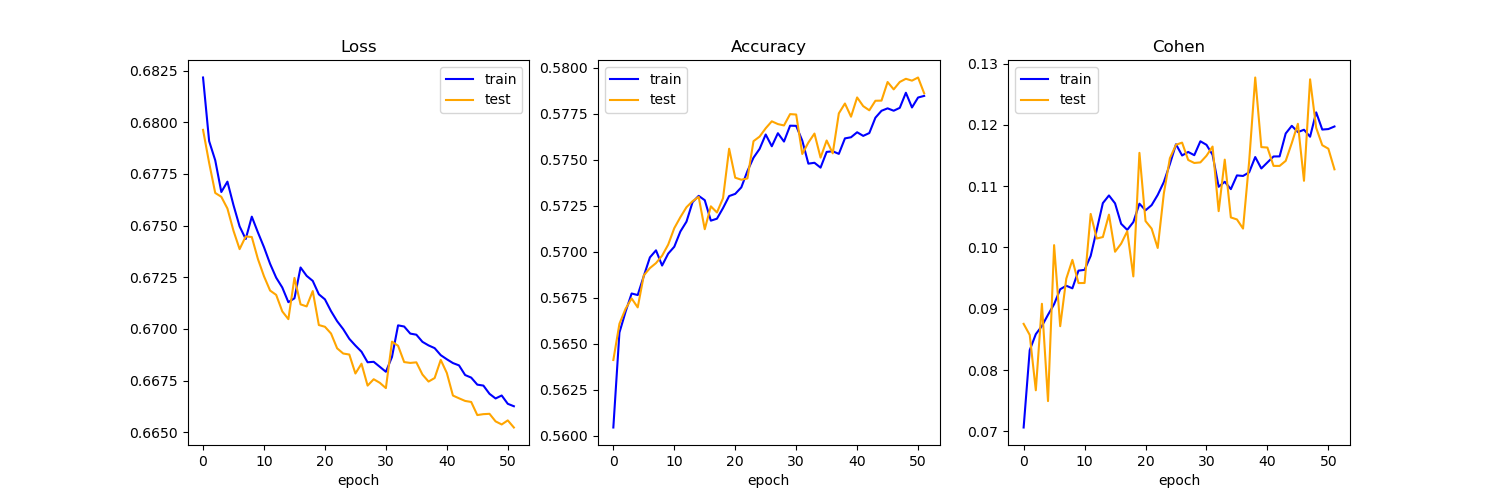 Loss
0.6825
0.6800
0.6775
0.6750
0.6725
0.6700
0.6675
0.6650
0 10 20 30 40 50
epoch
train
test
Accuracy
0.5800
0.5775
0.5750
0.5725
0.5700
0.5675
0.5650
0.5625
0.5600
0 10 20 30 40 50
epoch
train
test
Cohen
0.13
0.12
0.11
0.10
0.09
0.08
0.07
0 10 20 30 40 50
epoch
train
test